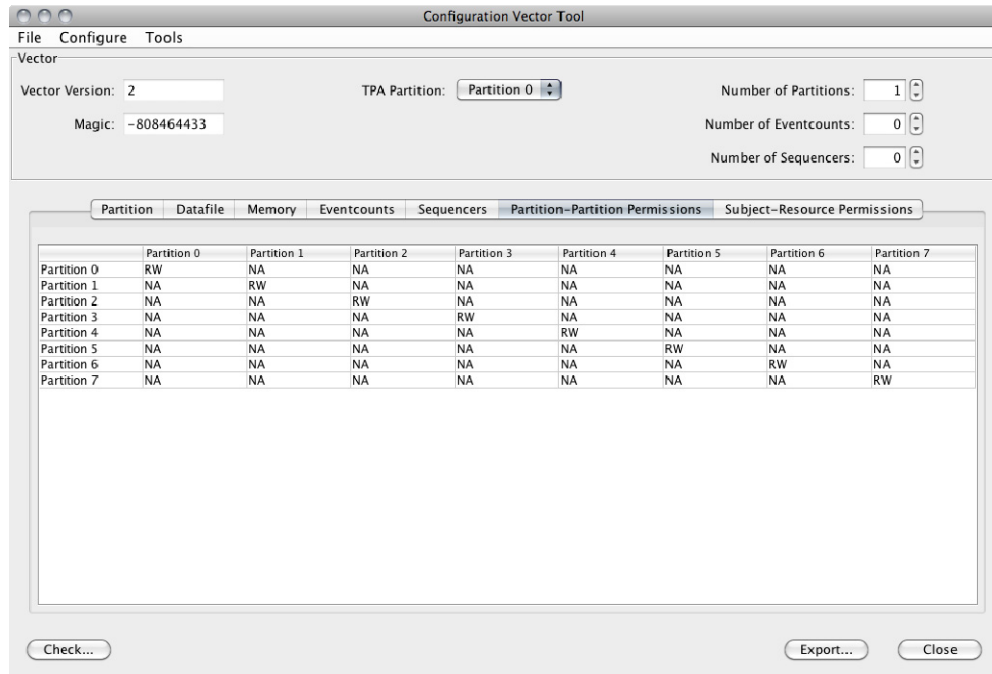 Configuration Vector Tool
File Configure Tools
Vector
Vector Version: 2 TPA Partition: Partition 0 Number of Partitions: 1
Magic: -808464433 Number of Eventcounts: 0
Number of Sequencers: 0
Partition Datafile Memory Eventcounts Sequencers Partition-Partition Permissions Subject-Resource Permissions
Partition 0 Partition 1 Partition 2 Partition 3 Partition 4 Partition 5 Partition 6 Partition 7
Partition 0 RW NA NA NA NA NA NA NA
Partition 1 NA RW NA NA NA NA NA NA
Partition 2 NA NA RW NA NA NA NA NA
Partition 3 NA NA NA RW NA NA NA NA
Partition 4 NA NA NA NA RW NA NA NA
Partition 5 NA NA NA NA NA RW NA NA
Partition 6 NA NA NA NA NA NA RW NA
Partition 7 NA NA NA NA NA NA NA RW
Check... Export... Close